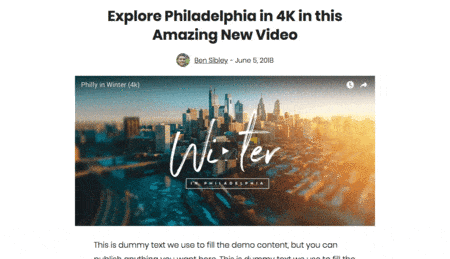 Explore Philadelphia in 4K in this
Amazing New Video
Ben Sibley - June 5, 2018
Philly in Winter (4k)
Winter
IN PHILADELPHIA
This is dummy text we use to fill the demo content, but you can
publish anything you want here. This is dummy text we use to fill the